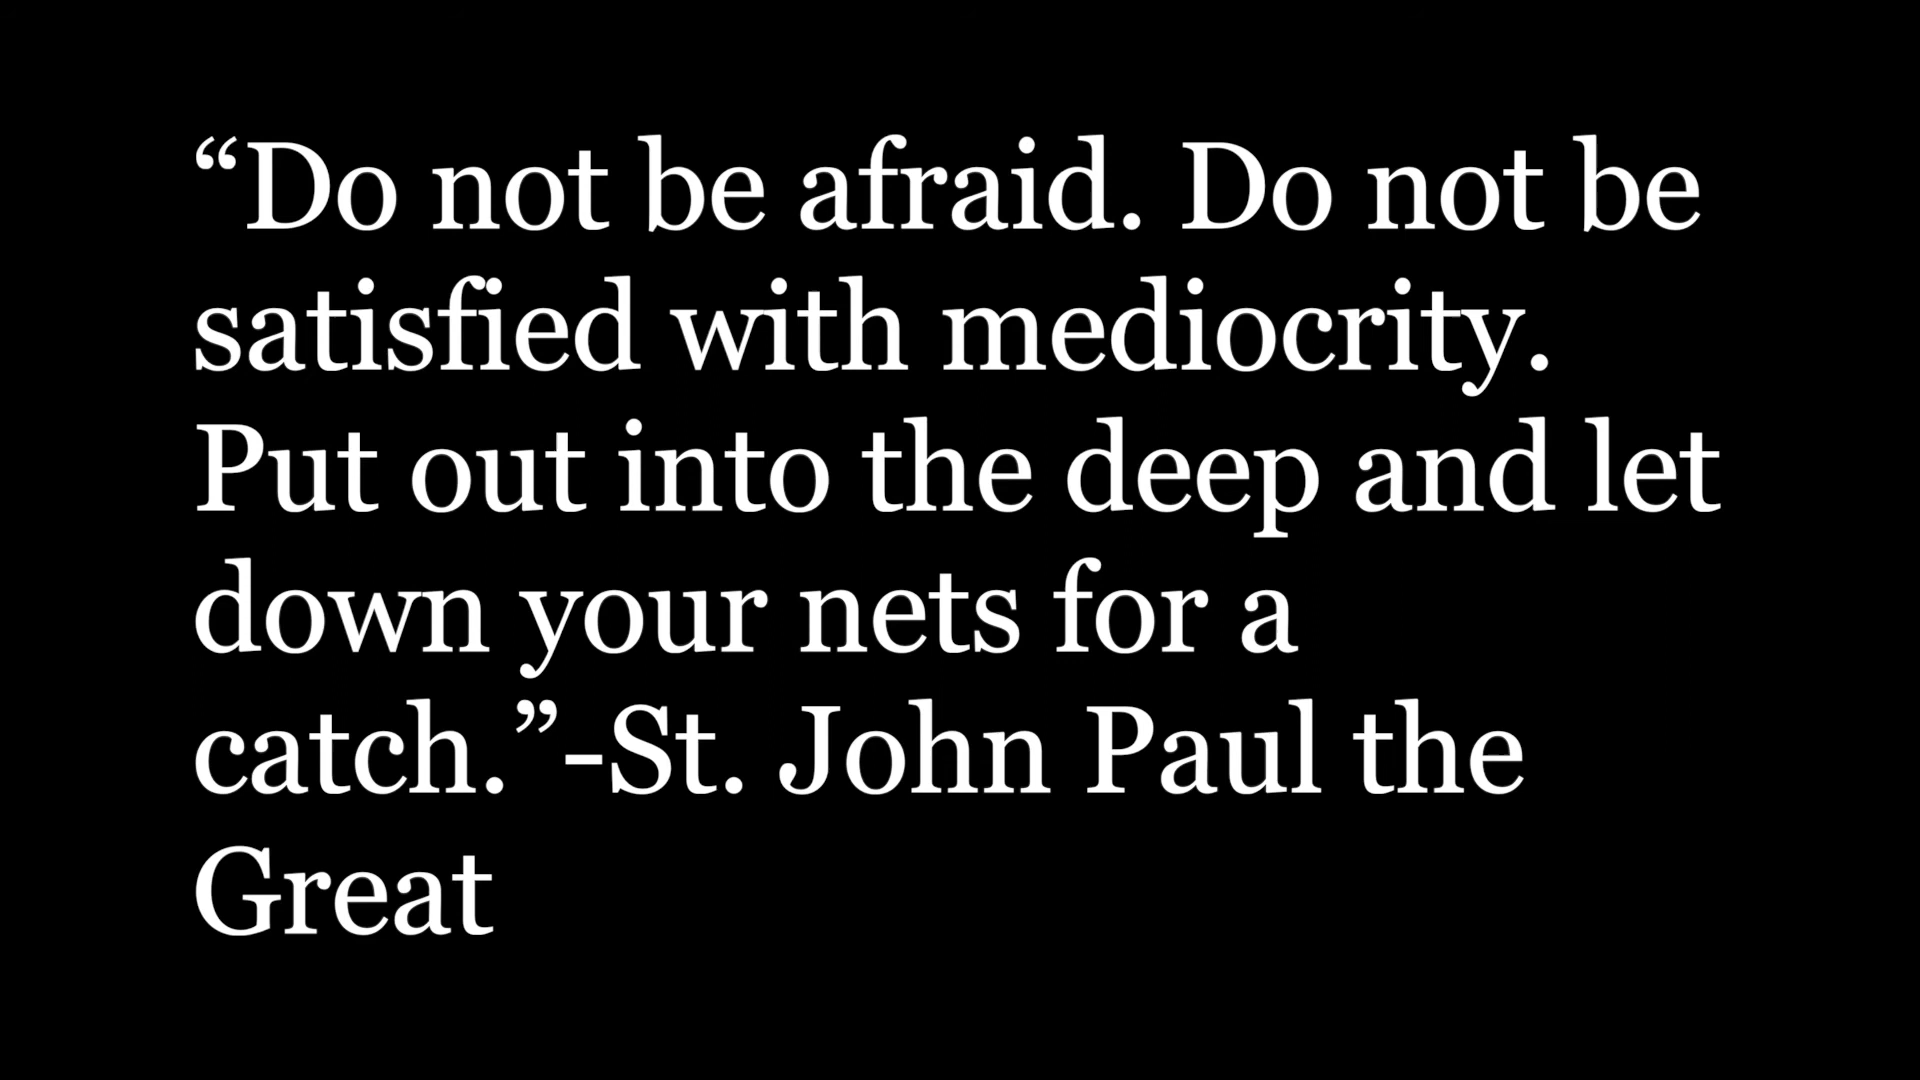 “Do not be afraid. Do not be
satisfied with mediocrity.
Put out into the deep and let
down your nets for a
catch.”-St. John Paul the
Great